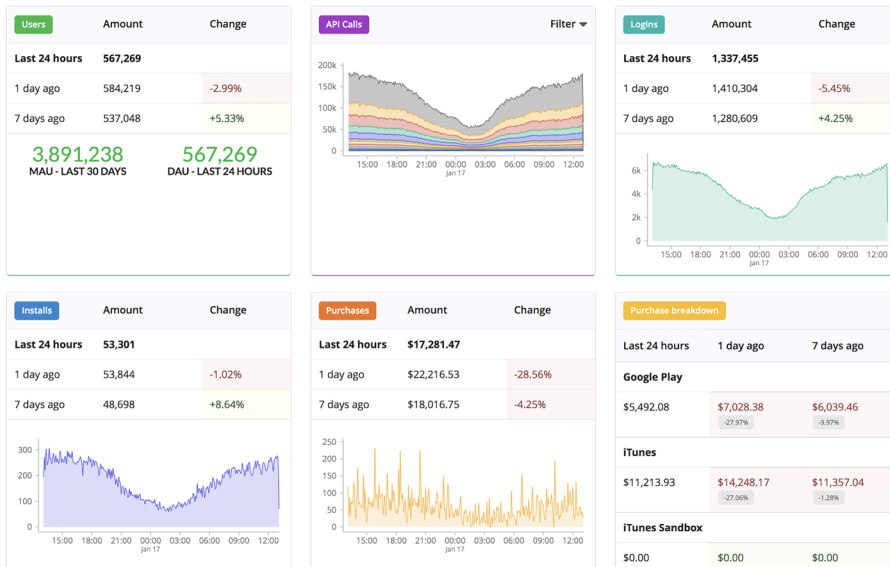 Users Amount Change
Last 24 hours 567,269
1 day ago 584,219 -2.99%
7 days ago 537,048 +5.33%
3,891,238 567,269
MAU - LAST 30 DAYS DAU - LAST 24 HOURS
API Calls Filter
200k
150k
100k
50k
0
15:00 18:00 21:00 00:00 03:00 06:00 09:00 12:00
Jan 17
Logins Amount Change
Last 24 hours 1,337,455
1 day ago 1,410,304 -5.45%
7 days ago 1,280,609 +4.25%
6k
4k
2k
0
15:00 18:00 21:00 00:00 03:00 06:00 09:00 12:00
Jan 17
Installs Amount Change
Last 24 hours 53,301
1 day ago 53,844 -1.02%
7 days ago 48,698 +8.64%
300
200
100
0
15:00 18:00 21:00 00:00 03:00 06:00 09:00 12:00
Jan 17
Purchases Amount Change
Last 24 hours $17,281.47
1 day ago $22,216.53 -28.56%
7 days ago $18,016.75 -4.25%
250
200
150
100
50
0
15:00 18:00 21:00 00:00 03:00 06:00 09:00 12:00
Jan 17
Purchase breakdown
Last 24 hours 1 day ago 7 days ago
Google Play
$5,492.08 $7,028.38 $6,039.46
-27.97% -9.97%
iTunes
$11,213.93 $14,248.17 $11,357.04
-27.06% -1.28%
iTunes Sandbox
$0.00 $0.00 $0.00